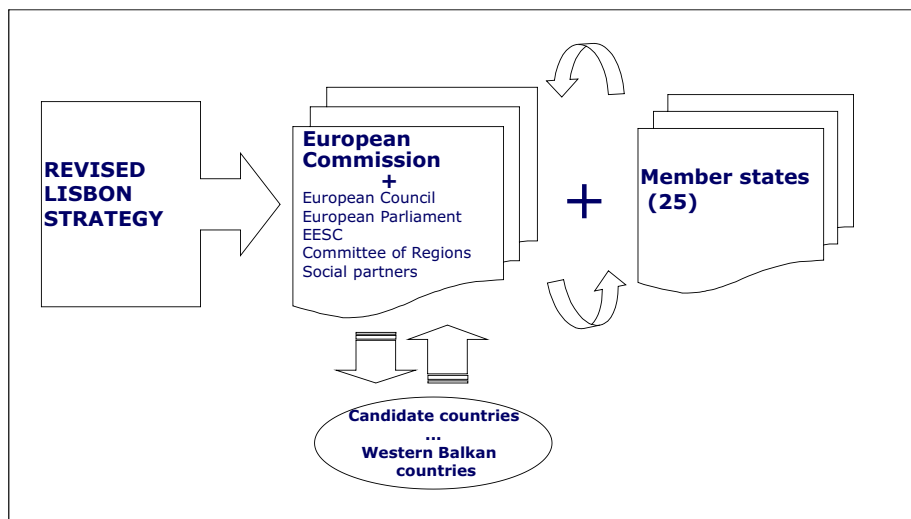 REVISED
LISBON
STRATEGY
European
Commission
+
European Council
European Parliament
EESC
Committee of Regions
Social partners
+
Member states
(25)
Candidate countries
...
Western Balkan
countries